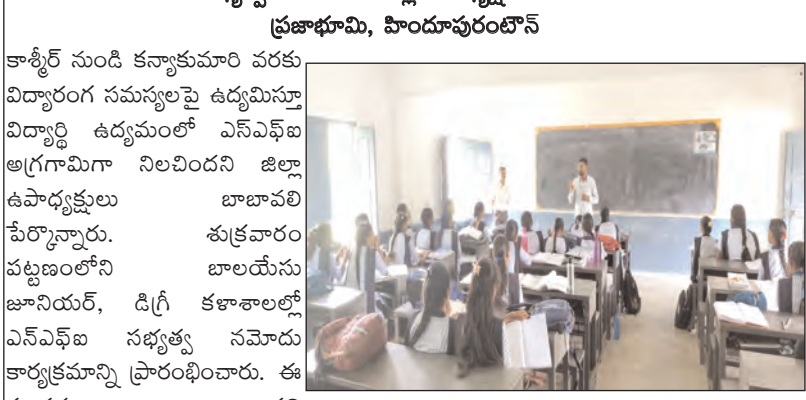 ప్రజాభూమి, హిందూపురంటౌన్
కాశ్మీర్ నుండి కన్యాకుమారి వరకు
విద్యారంగ సమస్యలపై ఉద్యమిస్తూ
విద్యార్థి ఉద్యమంలో ఎస్ఎఫ్ఐ
అగ్రగామిగా నిలచిందని జిల్లా
ఉపాధ్యక్షులు బాబావలి
పేర్కొన్నారు. శుక్రవారం
పట్టణంలోని బాలయేసు
జూనియర్, డిగ్రీ కళాశాలల్లో
ఎన్ఎఫ్ఐ సభ్యత్వ నమోదు
కార్యక్రమాన్ని ప్రారంభించారు. ఈ